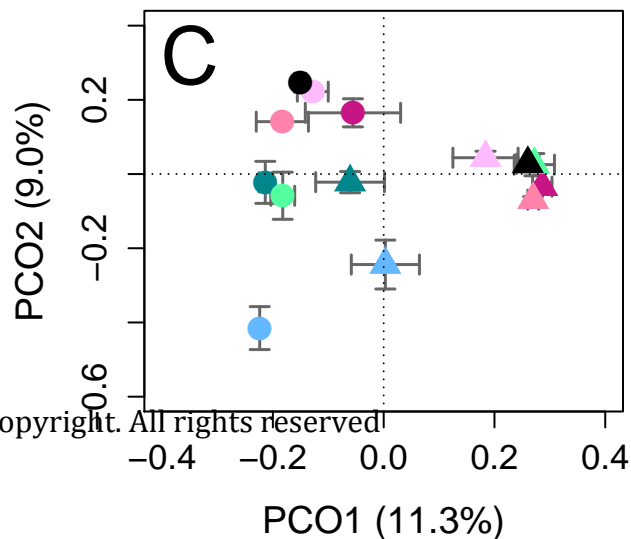 C
PCO2 (9.0%)
0.2
−0.2
0.6
opyright. All rights reserved
−0.4 −0.2 0.0 0.2 0.4
PCO1 (11.3%)